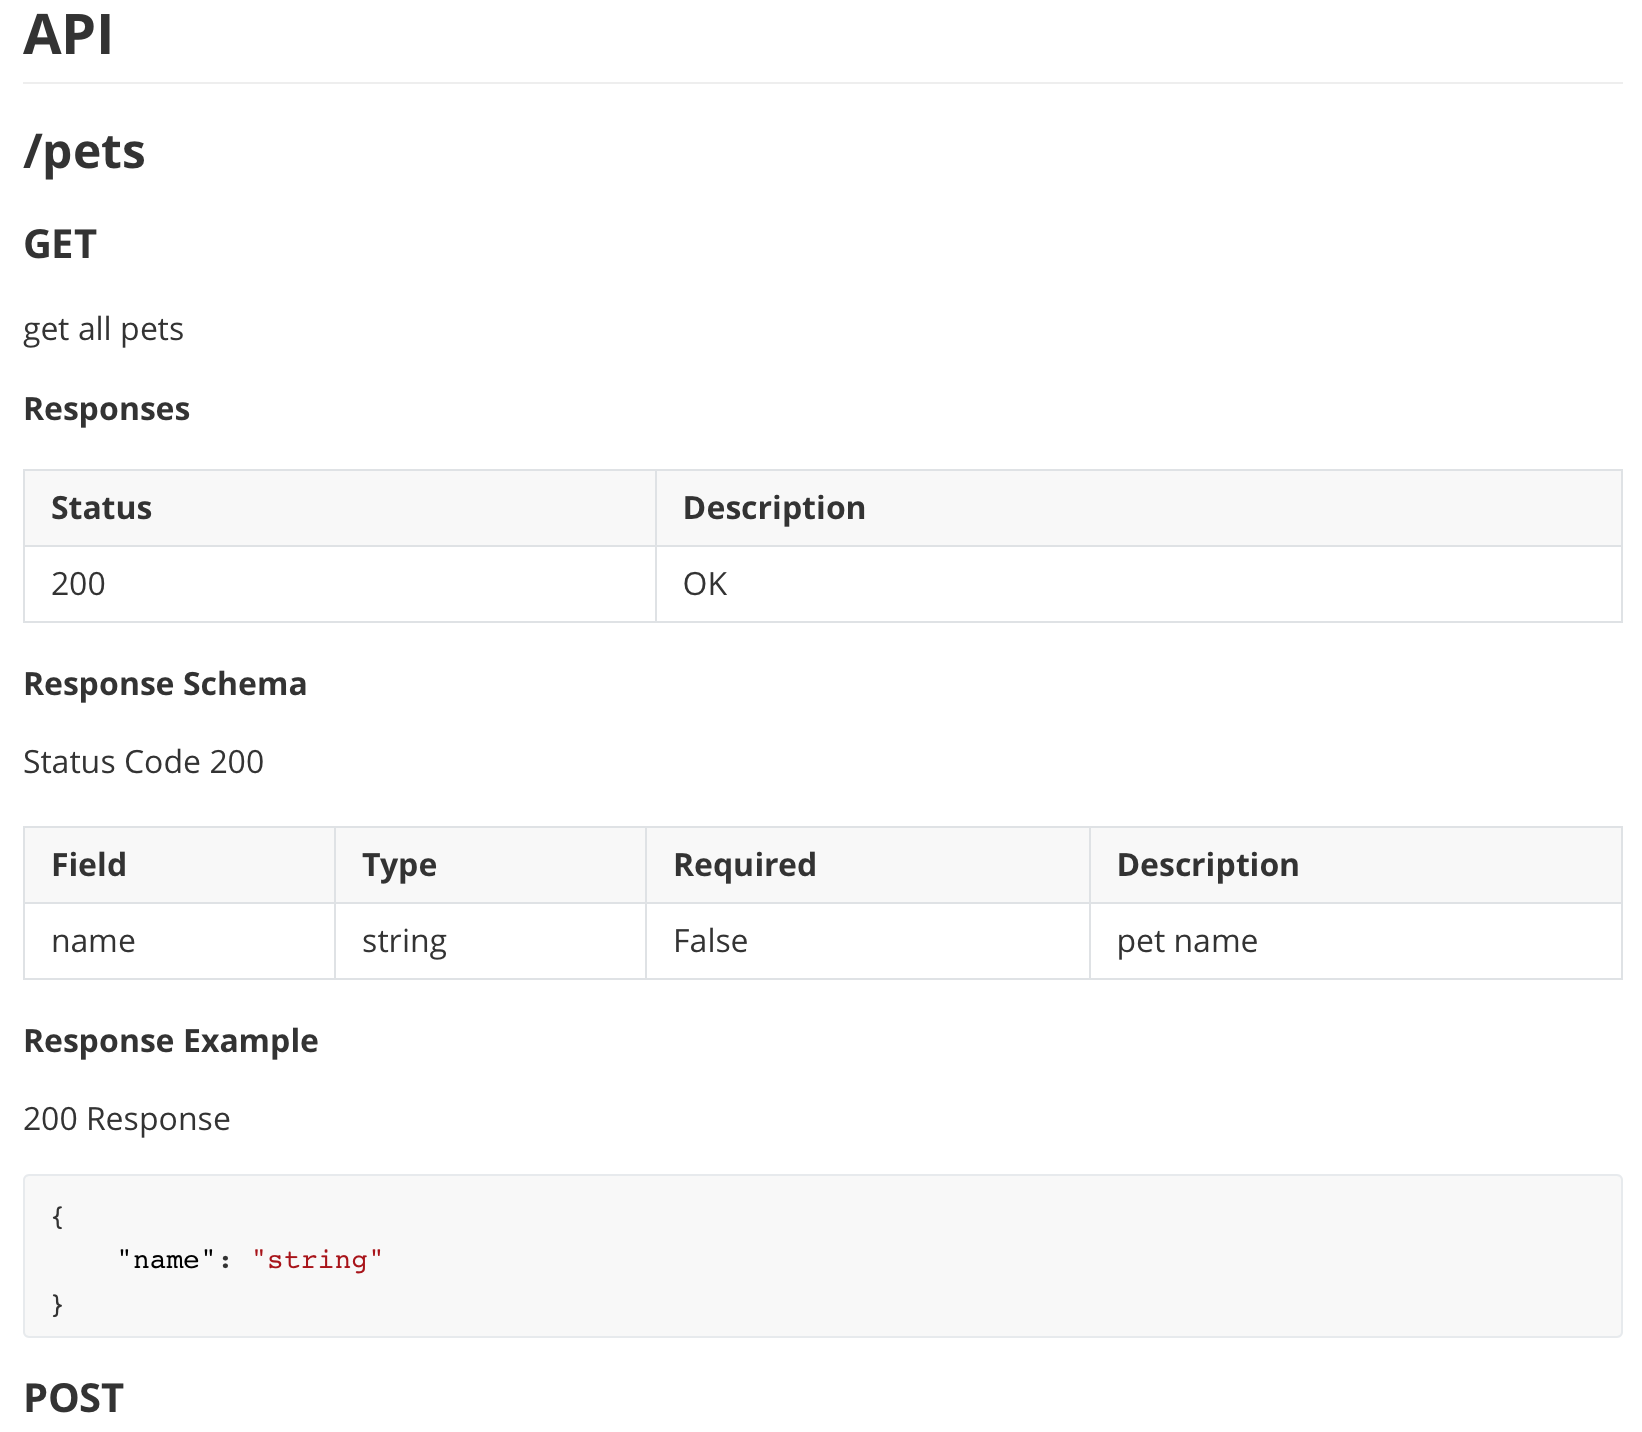 API
/pets
GET
get all pets
Responses
Status Description
200 OK
Response Schema
Status Code 200
Field Type Required Description
name string False pet name
Response Example
200 Response
{
    "name": "string"
}
POST